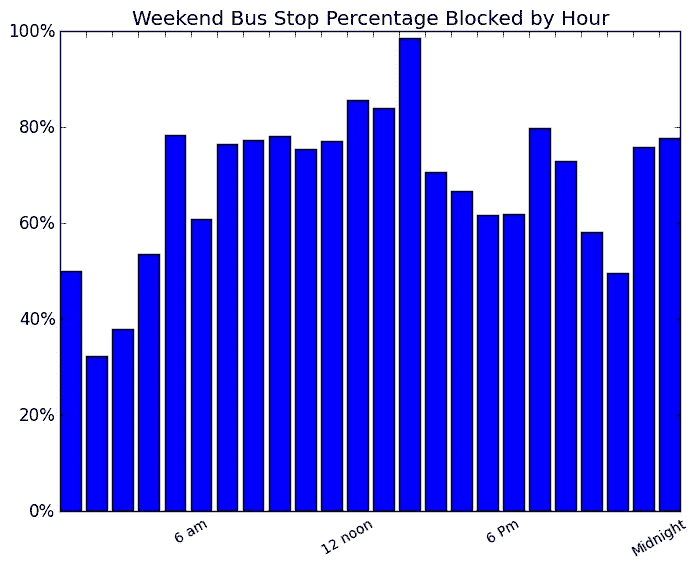 Weekend Bus Stop Percentage Blocked by Hour
100%
80%
60%
40%
20%
0%
6 am
12 noon
6 Pm
Midnight